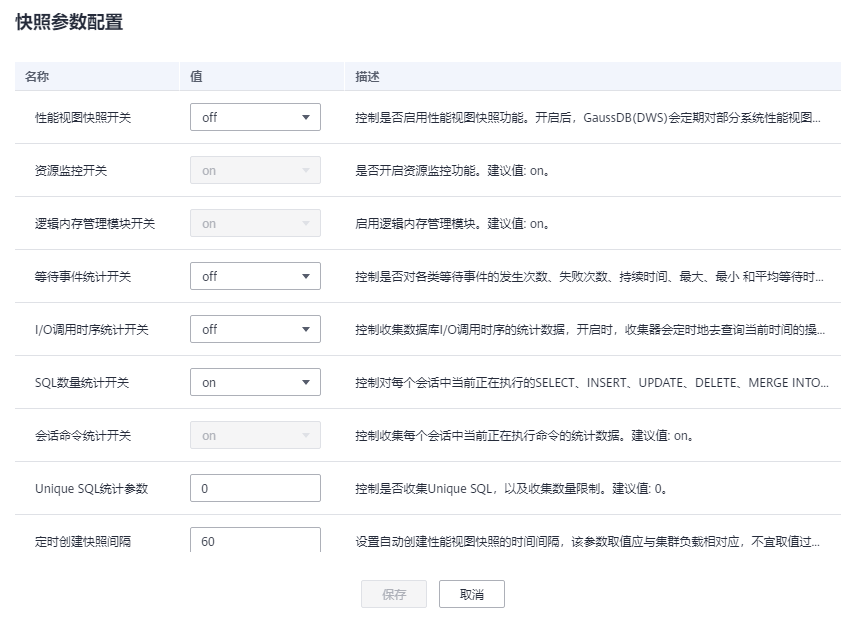 快照参数配置
名称 值 描述
性能视图快照开关 off 控制是否启用性能视图快照功能。开启后，GaussDB(DWS)会定期对部分系统性能视图...
资源监控开关 on 是否开启资源监控功能。建议值: on。
逻辑内存管理模块开关 on 启用逻辑内存管理模块。建议值: on。
等待事件统计开关 off 控制是否对各类等待事件的发生次数、失败次数、持续时间、最大、最小 和平均等待时...
I/O调用时序统计开关 off 控制收集数据库I/O调用时序的统计数据，开启时，收集器会定时地去查询当前时间的操...
SQL数量统计开关 on 控制对每个会话中当前正在执行的SELECT、INSERT、UPDATE、DELETE、MERGE INTO...
会话命令统计开关 on 控制收集每个会话中当前正在执行命令的统计数据。建议值: on。
Unique SQL统计参数 0 控制是否收集Unique SQL，以及收集数量限制。建议值: 0。
定时创建快照间隔 60 设置自动创建性能视图快照的时间间隔，该参数取值应与集群负载相对应，不宜取值过...
保存 取消